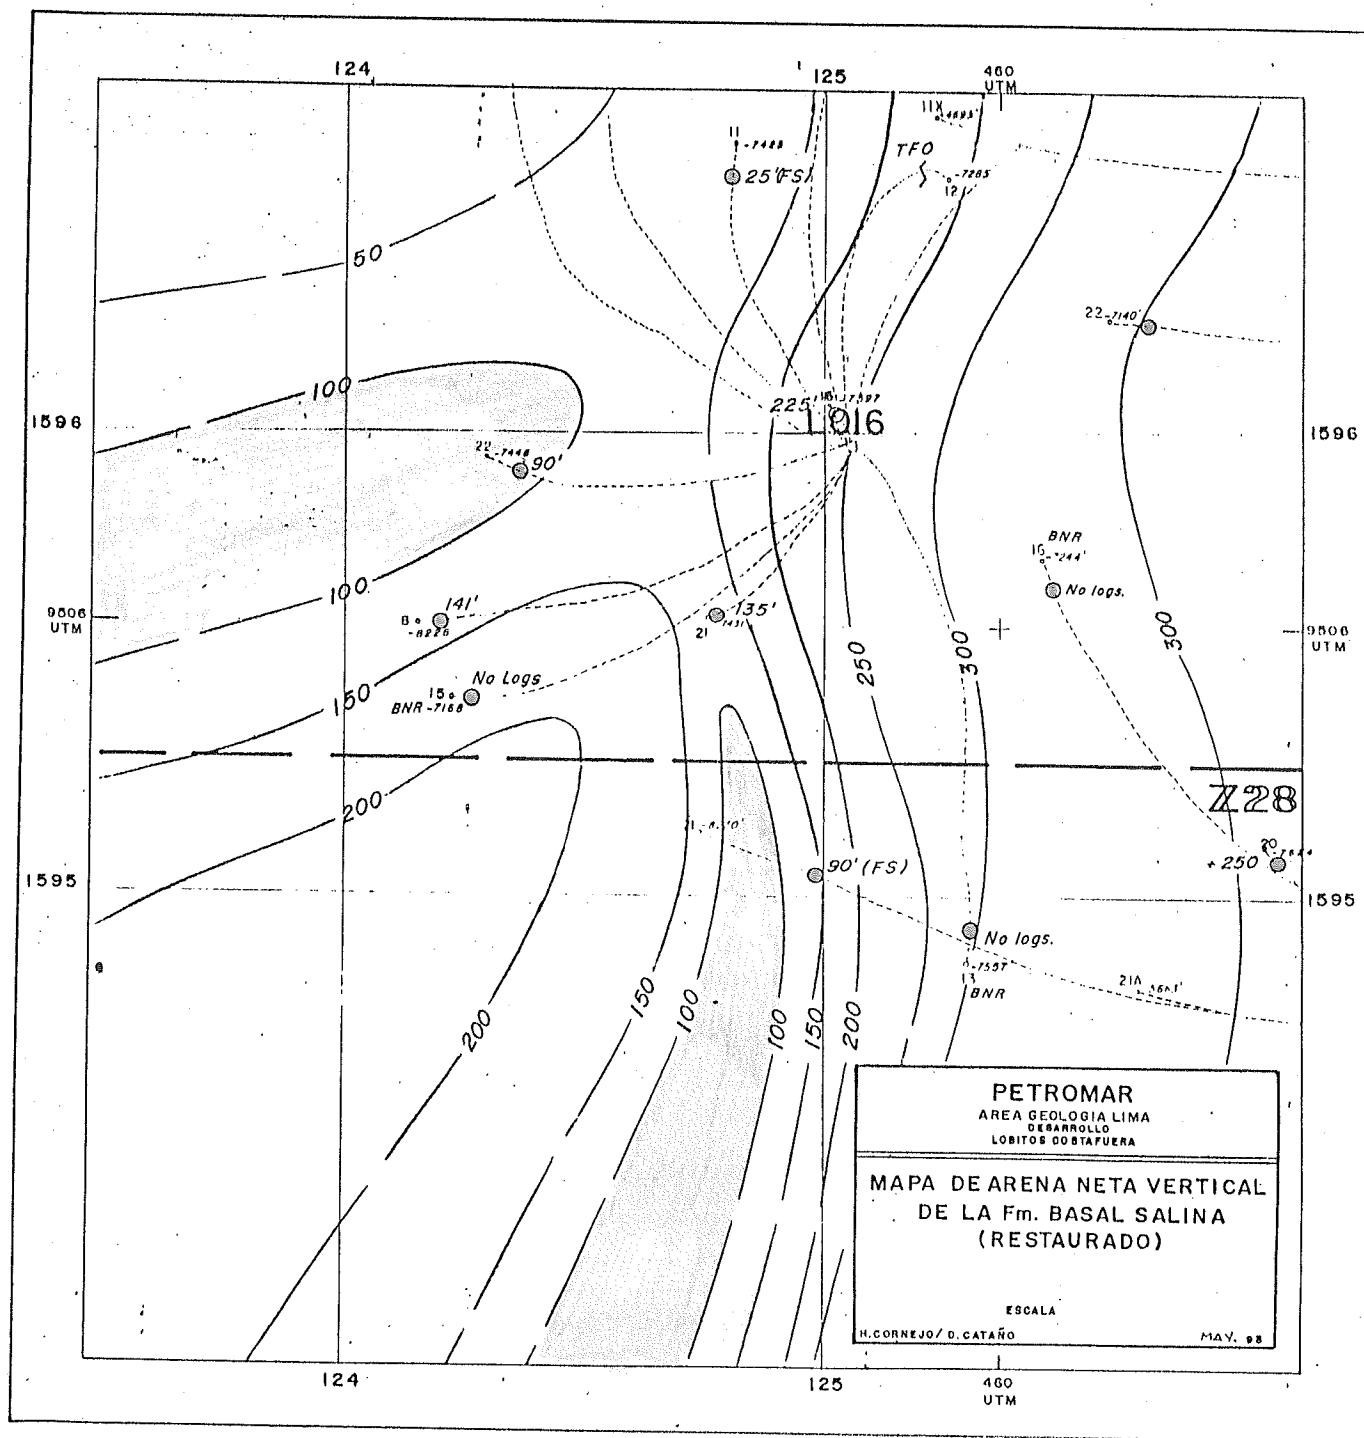 124
125
460
UTM
11X
4693'
11
-7488
TFO
25'(FS)
-7285
12
50
22 -7140'
100
225'
-7397
LO16
1596
1596
22 -7448
90'
BNR
16
No logs.
100
141'
135'
9506
UTM
8
-8226
21
7431
9506
UTM
250
300
300
No Logs
150
15
BNR -7168
200
Z28
20
+250
90' (FS)
1595
1595
No logs.
-7557'
13
BNR
21A
200
150
100
100
150
200
PETROMAR
AREA GEOLOGIA LIMA
DESARROLLO
LOBITOS COSTAFUERA
MAPA DE ARENA NETA VERTICAL
DE LA Fm. BASAL SALINA
(RESTAURADO)
ESCALA
H.CORNEJO/ D.CATAÑO
MAY. 98
124
125
460
UTM